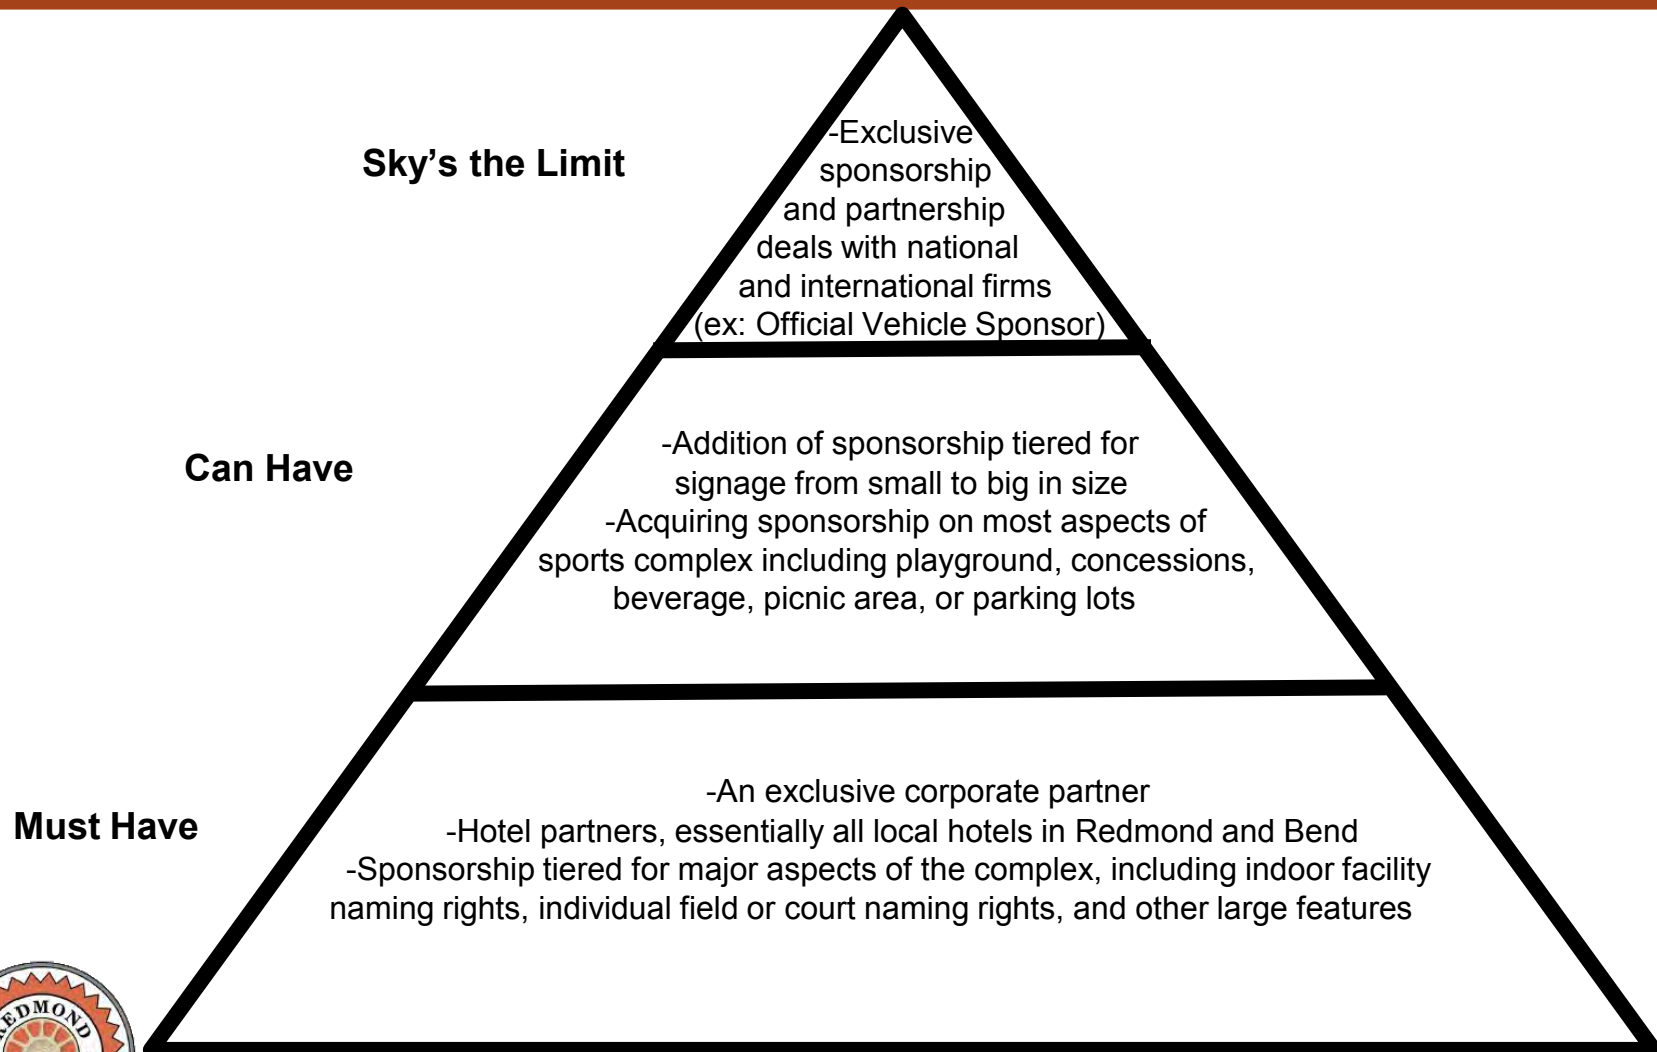 Sky’s the Limit
-Exclusive
sponsorship
and partnership
deals with national
and international firms
(ex: Official Vehicle Sponsor)
Can Have
-Addition of sponsorship tiered for
signage from small to big in size
-Acquiring sponsorship on most aspects of
sports complex including playground, concessions,
beverage, picnic area, or parking lots
Must Have
-An exclusive corporate partner
-Hotel partners, essentially all local hotels in Redmond and Bend
-Sponsorship tiered for major aspects of the complex, including indoor facility
naming rights, individual field or court naming rights, and other large features
REDMOND